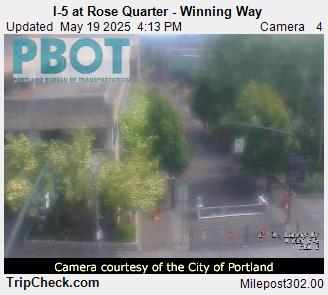 I-5 at Rose Quarter - Winning Way
Updated May 19 2025 4:13 PM Camera 4
PBOT
PORTLAND BUREAU OF TRANSPORTATION
Camera courtesy of the City of Portland
TripCheck.com Milepost302.00